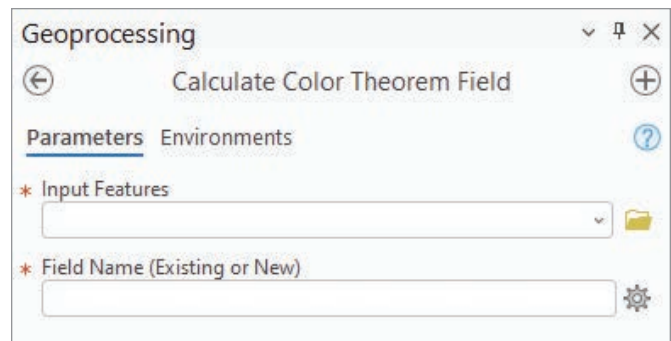 Geoprocessing
Calculate Color Theorem Field
Parameters Environments
* Input Features
* Field Name (Existing or New)